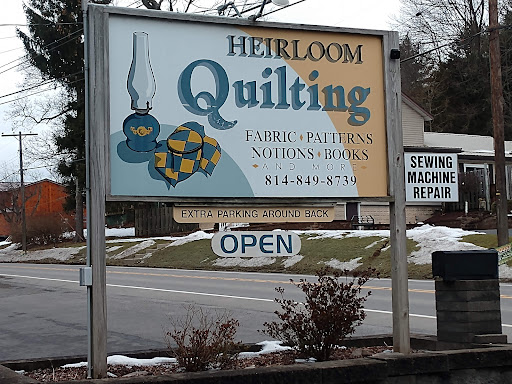 HEIRLOOM
Quilting
FABRIC • PATTERNS
NOTIONS • BOOKS
• AND MORE •
814-849-8739
SEWING
MACHINE
REPAIR
EXTRA PARKING AROUND BACK
OPEN